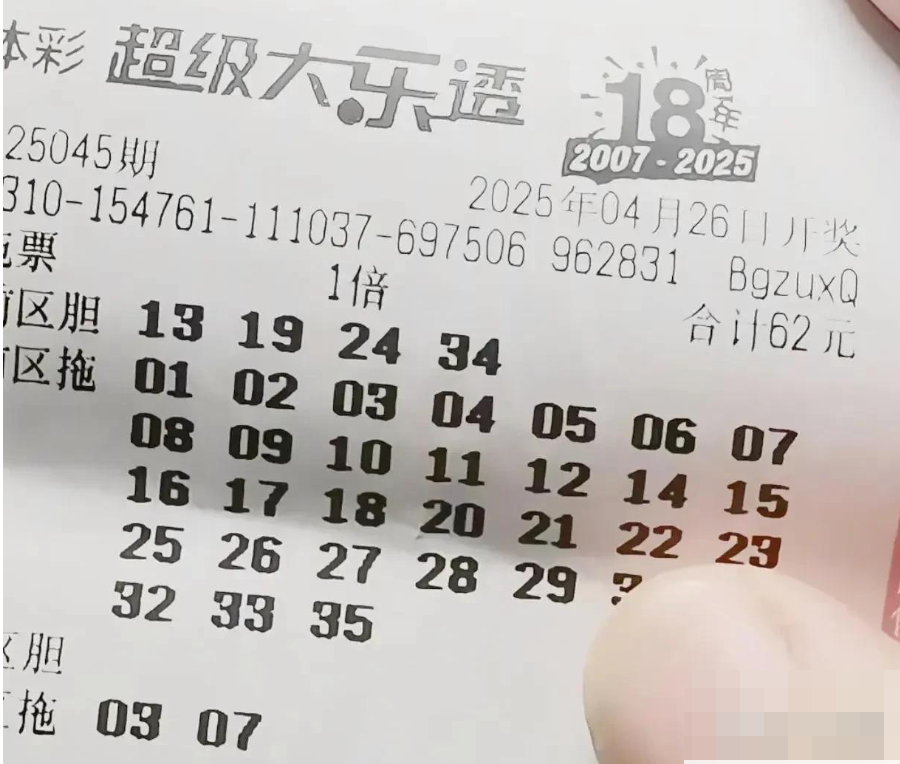 体彩 超级大乐透 18周年
2007-2025
25045期 2025年04月26日开奖
310-154761-111037-697506 962831 BgzuxQ
票 1倍 合计62元
前区胆 13 19 24 34
前区拖 01 02 03 04 05 06 07
08 09 10 11 12 14 15
16 17 18 20 21 22 23
25 26 27 28 29
32 33 35
区胆
区拖 03 07